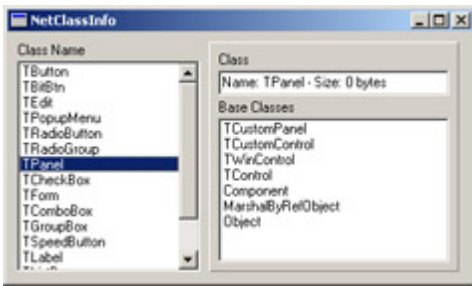 NetClassInfo
Class Name
TButton
TBitBtn
TEdit
TPopupMenu
TRadioButton
TRadioGroup
TPanel
TCheckBox
TForm
TComboBox
TGroupBox
TSpeedButton
TLabel
Class
Name: TPanel - Size: 0 bytes
Base Classes
TCustomPanel
TCustomControl
TWinControl
TControl
Component
MarshalByRefObject
Object